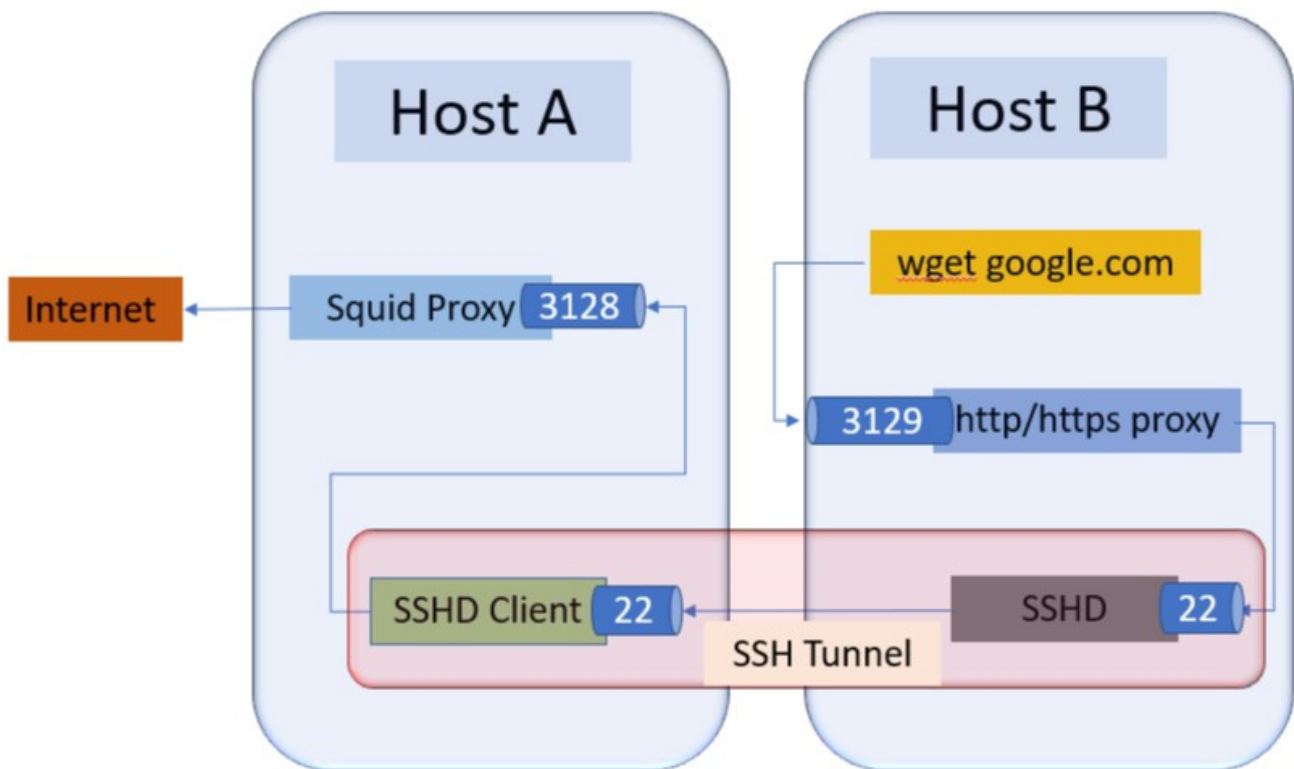 Host A
Host B
wget google.com
Internet
Squid Proxy
3128
3129
http/https proxy
SSHD Client
22
SSHD
22
SSH Tunnel